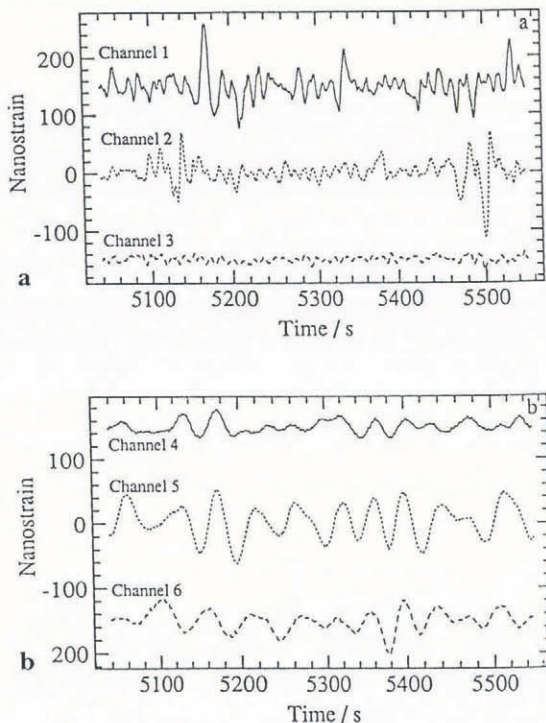 a
Channel 1
200
100
Channel 2
0
-100
Channel 3
Nanostrain
a
5100 5200 5300 5400 5500
Time / s
b
Channel 4
100
Channel 5
0
-100
Channel 6
200
Nanostrain
b
5100 5200 5300 5400 5500
Time / s